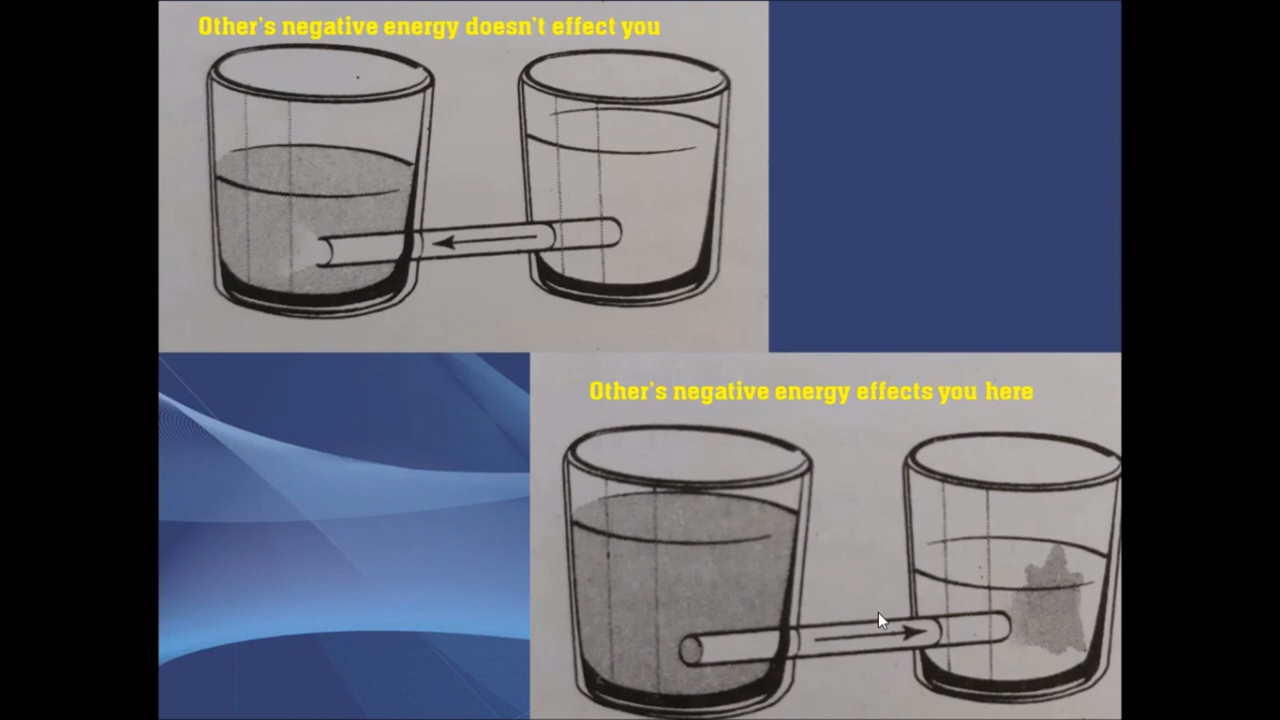 Other's negative energy doesn't effect you
Other's negative energy effects you here